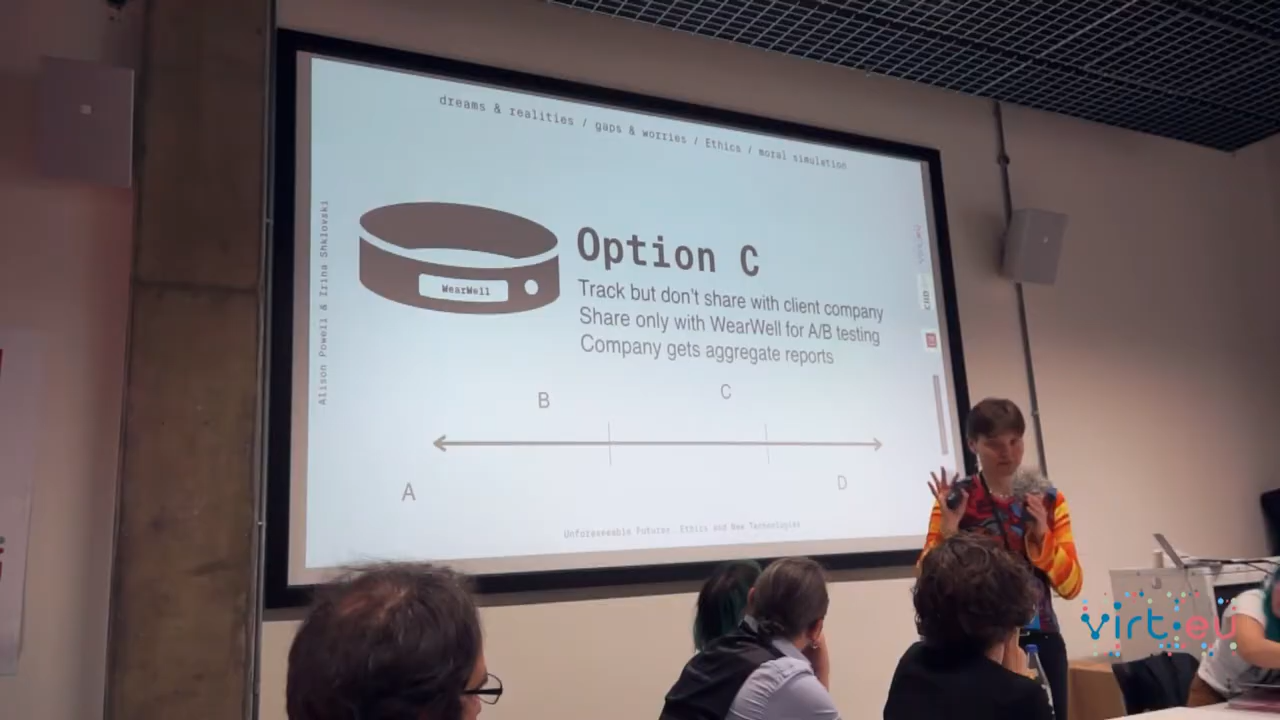 dreams & realities / gaps & worries / Ethics / moral simulation
Alison Powell & Irina Shklovski
WearWell
Option C
Track but don't share with client company
Share only with WearWell for A/B testing
Company gets aggregate reports
B
C
A
D
Unforeseeable Futures. Ethics and New Technologies
virt.eu